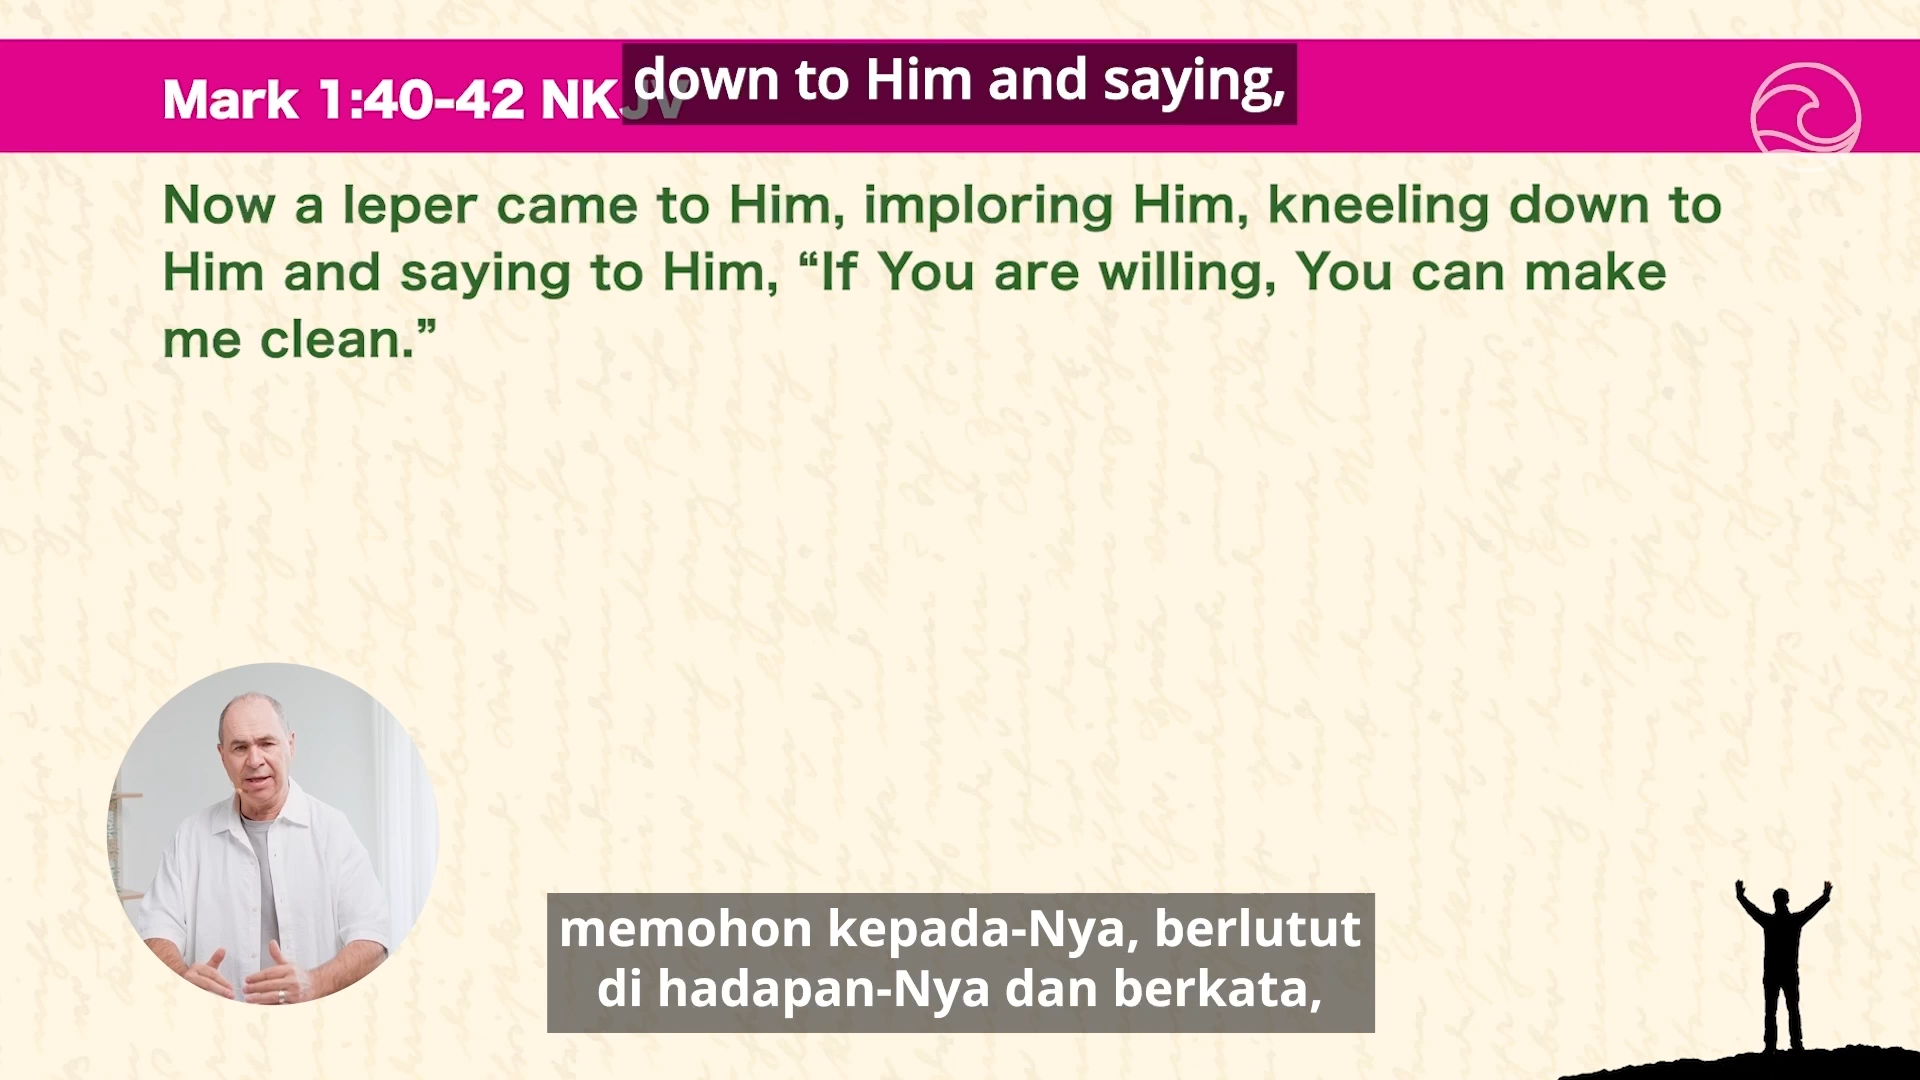 Mark 1:40-42 NKJV
down to Him and saying,
Now a leper came to Him, imploring Him, kneeling down to
Him and saying to Him, “If You are willing, You can make
me clean.”
memohon kepada-Nya, berlutut
di hadapan-Nya dan berkata,